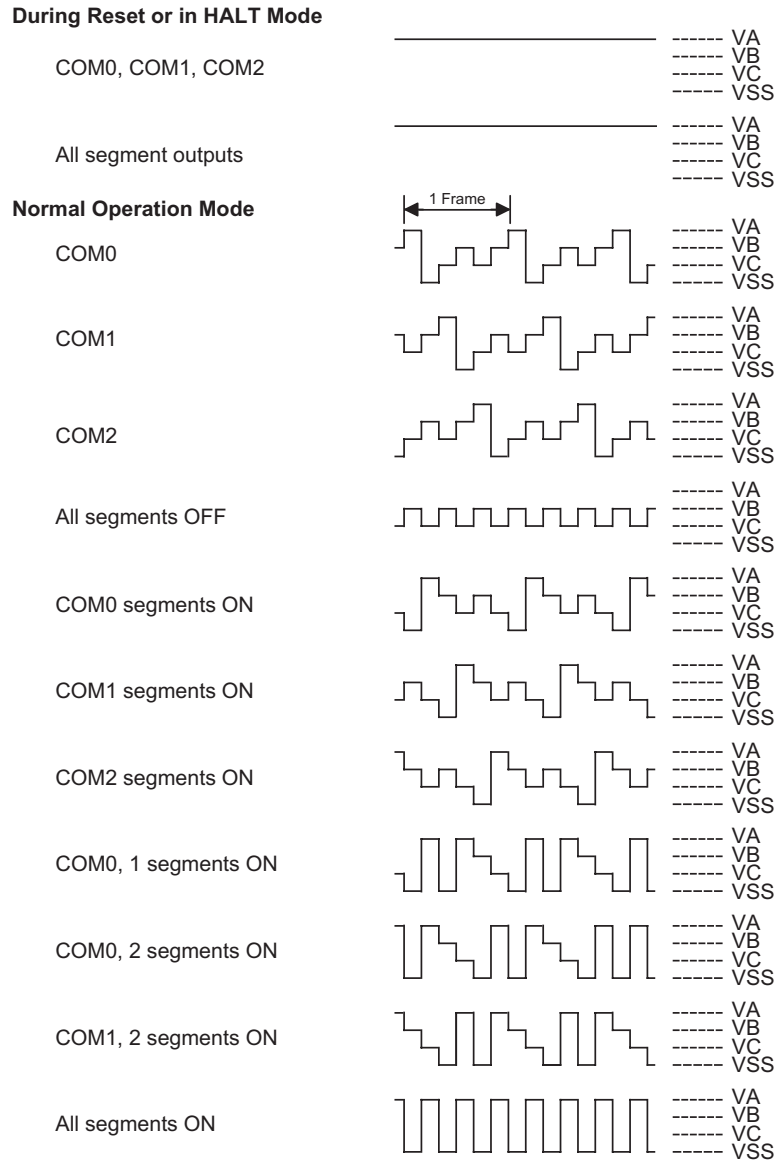 During Reset or in HALT Mode
COM0, COM1, COM2
VA
VB
VC
VSS
All segment outputs
VA
VB
VC
VSS
Normal Operation Mode
1 Frame
COM0
VA
VB
VC
VSS
COM1
VA
VB
VC
VSS
COM2
VA
VB
VC
VSS
All segments OFF
VA
VB
VC
VSS
COM0 segments ON
VA
VB
VC
VSS
COM1 segments ON
VA
VB
VC
VSS
COM2 segments ON
VA
VB
VC
VSS
COM0, 1 segments ON
VA
VB
VC
VSS
COM0, 2 segments ON
VA
VB
VC
VSS
COM1, 2 segments ON
VA
VB
VC
VSS
All segments ON
VA
VB
VC
VSS